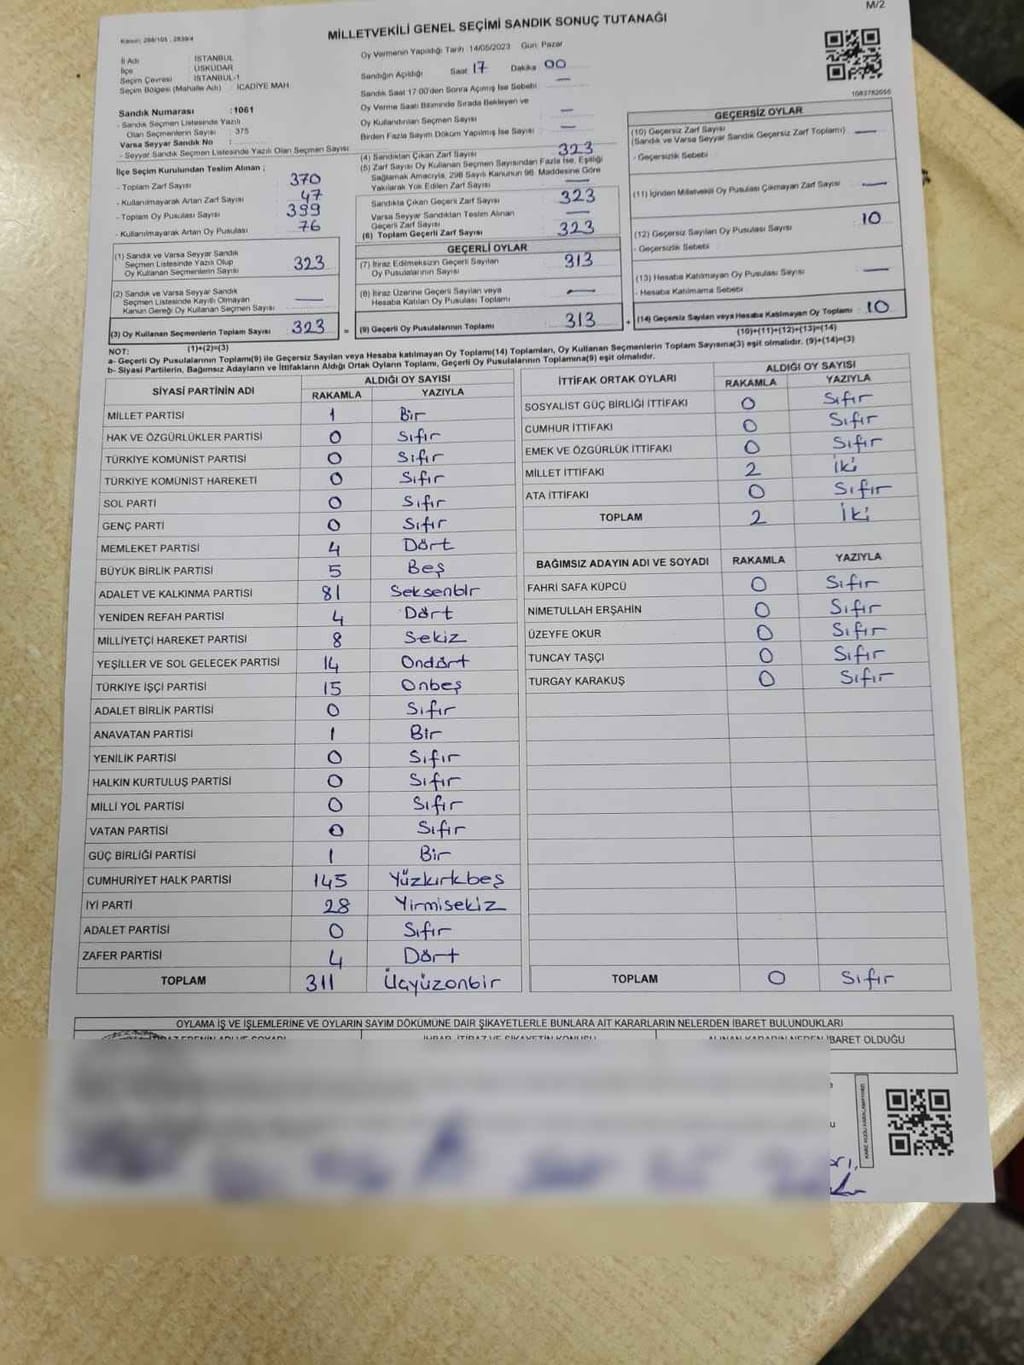 M/2
MİLLETVEKİLİ GENEL SEÇİMİ SANDIK SONUÇ TUTANAĞI
Kanun: 298/105 - 2839/4
İl Adı : İSTANBUL
İlçe : ÜSKÜDAR
Seçim Çevresi : İSTANBUL-1
Seçim Bölgesi (Mahalle Adı) : İCADİYE MAH.
Oy Vermenin Yapıldığı Tarih 14/05/2023 Gün: Pazar
Sandığın Açıldığı Saat 17 Dakika 00
Sandık Saat 17.00'den Sonra Açılmış İse Sebebi —
Oy Verme Saati Bitiminde Sırada Bekleyen ve
Oy Kullandırılan Seçmen Sayısı —
Birden Fazla Sayım Döküm Yapılmış İse Sayısı —
Sandık Numarası : 1061
- Sandık Seçmen Listesinde Yazılı
Olan Seçmenlerin Sayısı : 375
Varsa Seyyar Sandık No :
- Seyyar Sandık Seçmen Listesinde Yazılı Olan Seçmen Sayısı
İlçe Seçim Kurulundan Teslim Alınan ;
- Toplam Zarf Sayısı 370
- Kullanılmayarak Artan Zarf Sayısı 47
- Toplam Oy Pusulası Sayısı 399
- Kullanılmayarak Artan Oy Pusulası 76
(1) Sandık ve Varsa Seyyar Sandık
Seçmen Listesinde Yazılı Olup
Oy Kullanan Seçmenlerin Sayısı 323
(2) Sandık ve Varsa Seyyar Sandık
Seçmen Listesinde Kayıtlı Olmayan
Kanun Gereği Oy Kullanan Seçmen Sayısı —
(3) Oy Kullanan Seçmenlerin Toplam Sayısı 323
(1)+(2)=(3)
(4) Sandıktan Çıkan Zarf Sayısı 323
(5) Zarf Sayısı Oy Kullanan Seçmen Sayısından Fazla İse, Eşitliği
Sağlamak Amacıyla, 298 Sayılı Kanunun 98. Maddesine Göre
Yakılarak Yok Edilen Zarf Sayısı —
Sandıkta Çıkan Geçerli Zarf Sayısı 323
Varsa Seyyar Sandıktan Teslim Alınan
Geçerli Zarf Sayısı —
(6) Toplam Geçerli Zarf Sayısı 323
GEÇERLİ OYLAR
(7) İtiraz Edilmeksizin Geçerli Sayılan
Oy Pusulalarının Sayısı 313
(8) İtiraz Üzerine Geçerli Sayılan veya
Hesaba Katılan Oy Pusulası Toplamı —
= (9) Geçerli Oy Pusulalarının Toplamı 313
1083782656
GEÇERSİZ OYLAR
(10) Geçersiz Zarf Sayısı
(Sandık ve Varsa Seyyar Sandık Geçersiz Zarf Toplamı) —
- Geçersizlik Sebebi
(11) İçinden Milletvekili Oy Pusulası Çıkmayan Zarf Sayısı —
(12) Geçersiz Sayılan Oy Pusulası Sayısı 10
- Geçersizlik Sebebi
(13) Hesaba Katılmayan Oy Pusulası Sayısı —
- Hesaba Katılmama Sebebi
+ (14) Geçersiz Sayılan veya Hesaba Katılmayan Oy Toplamı : 10
(10)+(11)+(12)+(13)=(14)
NOT:
a- Geçerli Oy Pusulalarının Toplamı(9) ile Geçersiz Sayılan veya Hesaba katılmayan Oy Toplamı(14) Toplamları, Oy Kullanan Seçmenlerin Toplam Sayısına(3) eşit olmalıdır. (9)+(14)=(3)
b- Siyasi Partilerin, Bağımsız Adayların ve İttifakların Aldığı Ortak Oyların Toplamı, Geçerli Oy Pusulalarının Toplamına(9) eşit olmalıdır.
SİYASİ PARTİNİN ADI ALDIĞI OY SAYISI
RAKAMLA YAZIYLA
MİLLET PARTİSİ 1 Bir
HAK VE ÖZGÜRLÜKLER PARTİSİ 0 Sıfır
TÜRKİYE KOMÜNİST PARTİSİ 0 Sıfır
TÜRKİYE KOMÜNİST HAREKETİ 0 Sıfır
SOL PARTİ 0 Sıfır
GENÇ PARTİ 0 Sıfır
MEMLEKET PARTİSİ 4 Dört
BÜYÜK BİRLİK PARTİSİ 5 Beş
ADALET VE KALKINMA PARTİSİ 81 Seksenbir
YENİDEN REFAH PARTİSİ 4 Dört
MİLLİYETÇİ HAREKET PARTİSİ 8 Sekiz
YEŞİLLER VE SOL GELECEK PARTİSİ 14 Ondört
TÜRKİYE İŞÇİ PARTİSİ 15 Onbeş
ADALET BİRLİK PARTİSİ 0 Sıfır
ANAVATAN PARTİSİ 1 Bir
YENİLİK PARTİSİ 0 Sıfır
HALKIN KURTULUŞ PARTİSİ 0 Sıfır
MİLLİ YOL PARTİSİ 0 Sıfır
VATAN PARTİSİ 0 Sıfır
GÜÇ BİRLİĞİ PARTİSİ 1 Bir
CUMHURİYET HALK PARTİSİ 145 Yüzkırkbeş
İYİ PARTİ 28 Yirmisekiz
ADALET PARTİSİ 0 Sıfır
ZAFER PARTİSİ 4 Dört
TOPLAM 311 Üçyüzonbir
İTTİFAK ORTAK OYLARI ALDIĞI OY SAYISI
RAKAMLA YAZIYLA
SOSYALİST GÜÇ BİRLİĞİ İTTİFAKI 0 Sıfır
CUMHUR İTTİFAKI 0 Sıfır
EMEK VE ÖZGÜRLÜK İTTİFAKI 0 Sıfır
MİLLET İTTİFAKI 2 İki
ATA İTTİFAKI 0 Sıfır
TOPLAM 2 İki
BAĞIMSIZ ADAYIN ADI VE SOYADI RAKAMLA YAZIYLA
FAHRİ SAFA KÜPCÜ 0 Sıfır
NİMETULLAH ERŞAHİN 0 Sıfır
ÜZEYFE OKUR 0 Sıfır
TUNCAY TAŞÇI 0 Sıfır
TURGAY KARAKUŞ 0 Sıfır
TOPLAM 0 Sıfır
OYLAMA İŞ VE İŞLEMLERİNE VE OYLARIN SAYIM DÖKÜMÜNE DAİR ŞİKAYETLERLE BUNLARA AİT KARARLARIN NELERDEN İBARET BULUNDUKLARI
İHBAR, İTİRAZ VE ŞİKAYETİN KONUSU
ALINAN KARARIN NEDEN İBARET OLDUĞU